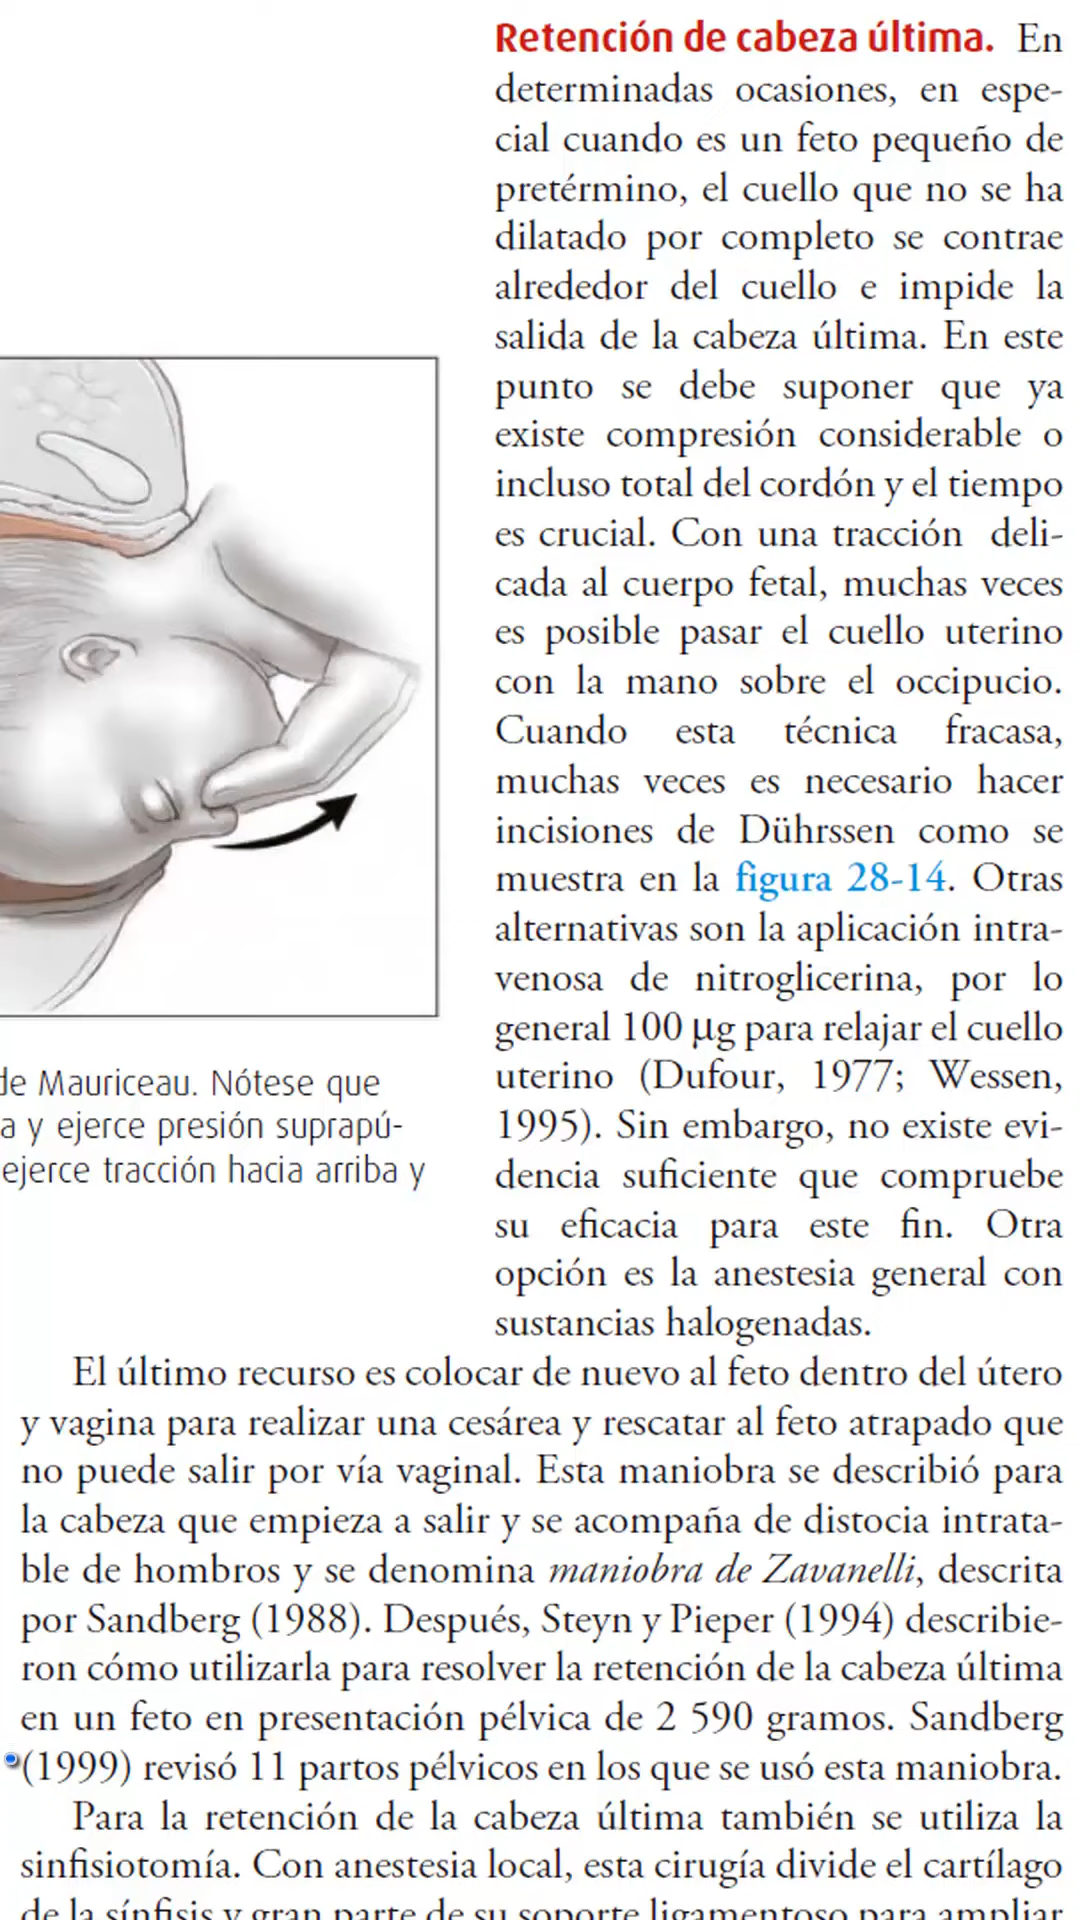 Retención de cabeza última. En
determinadas ocasiones, en espe-
cial cuando es un feto pequeño de
pretérmino, el cuello que no se ha
dilatado por completo se contrae
alrededor del cuello e impide la
salida de la cabeza última. En este
punto se debe suponer que ya
existe compresión considerable o
incluso total del cordón y el tiempo
es crucial. Con una tracción deli-
cada al cuerpo fetal, muchas veces
es posible pasar el cuello uterino
con la mano sobre el occipucio.
Cuando esta técnica fracasa,
muchas veces es necesario hacer
incisiones de Dührssen como se
muestra en la figura 28-14. Otras
alternativas son la aplicación intra-
venosa de nitroglicerina, por lo
general 100 μg para relajar el cuello
uterino (Dufour, 1977; Wessen,
1995). Sin embargo, no existe evi-
dencia suficiente que compruebe
su eficacia para este fin. Otra
opción es la anestesia general con
sustancias halogenadas.
de Mauriceau. Nótese que
a y ejerce presión suprapú-
ejerce tracción hacia arriba y
El último recurso es colocar de nuevo al feto dentro del útero
y vagina para realizar una cesárea y rescatar al feto atrapado que
no puede salir por vía vaginal. Esta maniobra se describió para
la cabeza que empieza a salir y se acompaña de distocia intrata-
ble de hombros y se denomina maniobra de Zavanelli, descrita
por Sandberg (1988). Después, Steyn y Pieper (1994) describie-
ron cómo utilizarla para resolver la retención de la cabeza última
en un feto en presentación pélvica de 2 590 gramos. Sandberg
(1999) revisó 11 partos pélvicos en los que se usó esta maniobra.
Para la retención de la cabeza última también se utiliza la
sinfisiotomía. Con anestesia local, esta cirugía divide el cartílago
de la sínfisis y gran parte de su soporte ligamentoso para ampliar